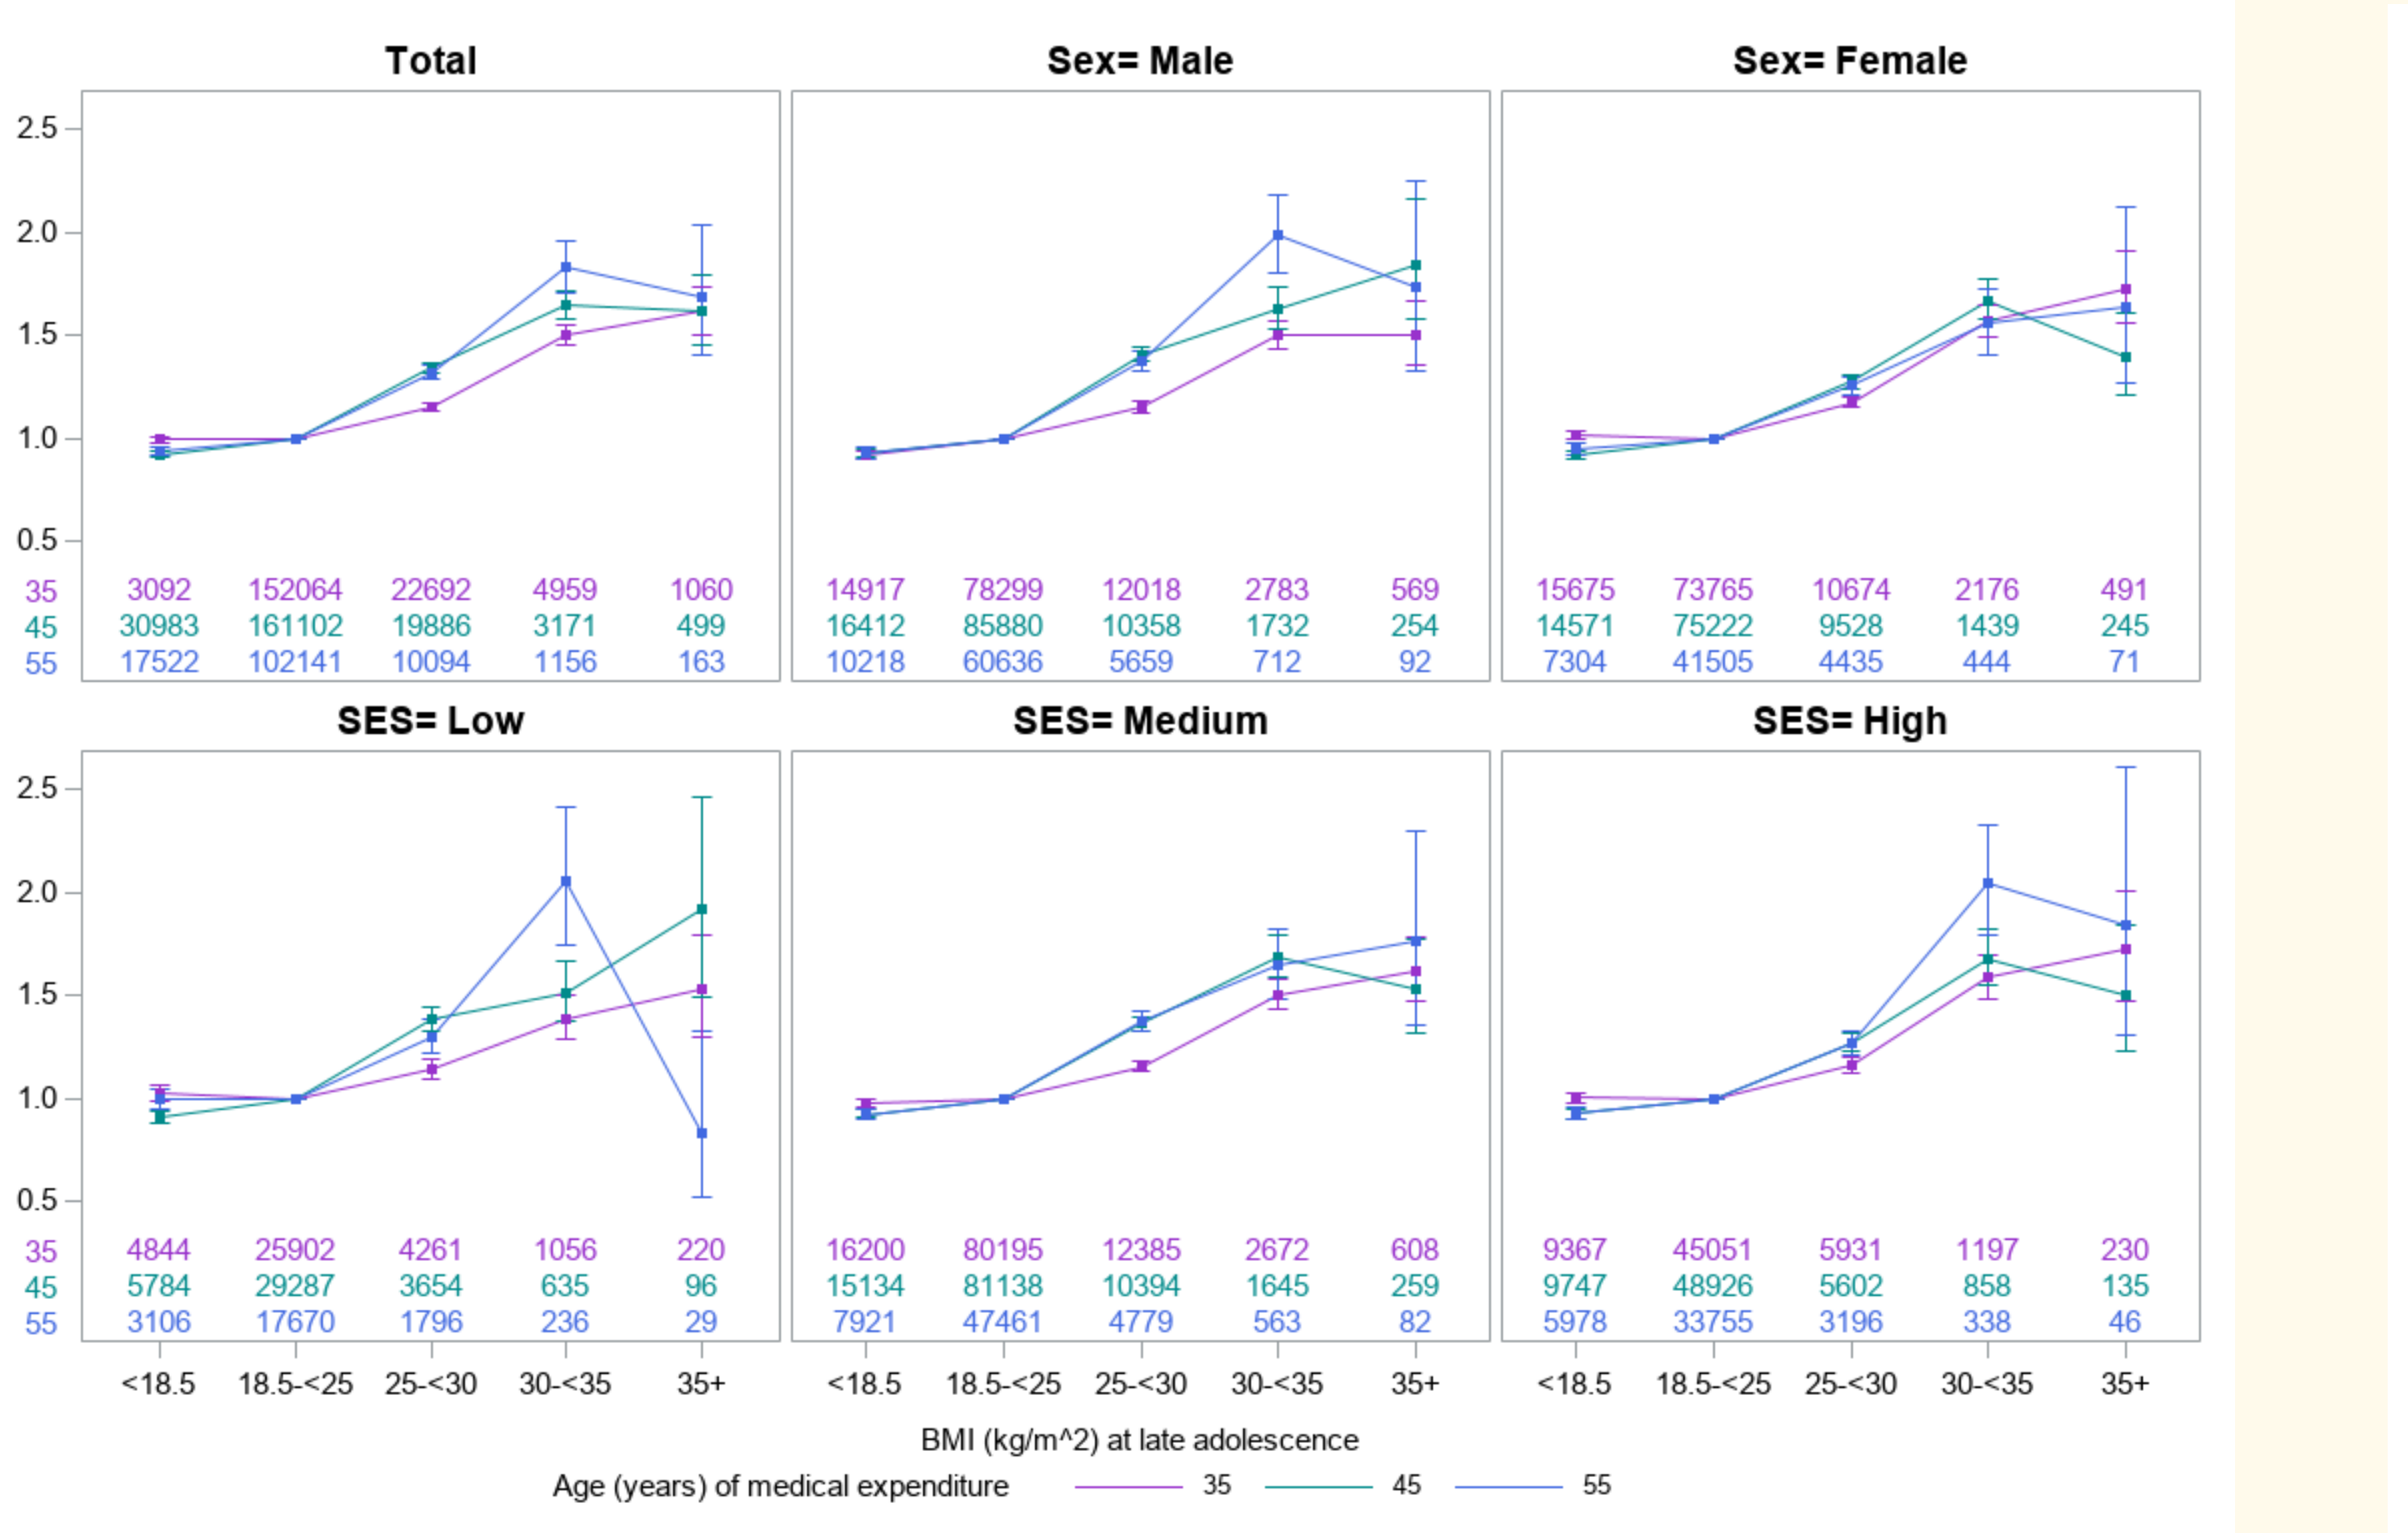 Total Sex= Male Sex= Female
2.5
2.0
1.5
1.0
0.5
35 3092 152064 22692 4959 1060 14917 78299 12018 2783 569 15675 73765 10674 2176 491
45 30983 161102 19886 3171 499 16412 85880 10358 1732 254 14571 75222 9528 1439 245
55 17522 102141 10094 1156 163 10218 60636 5659 712 92 7304 41505 4435 444 71
SES= Low SES= Medium SES= High
2.5
2.0
1.5
1.0
0.5
35 4844 25902 4261 1056 220 16200 80195 12385 2672 608 9367 45051 5931 1197 230
45 5784 29287 3654 635 96 15134 81138 10394 1645 259 9747 48926 5602 858 135
55 3106 17670 1796 236 29 7921 47461 4779 563 82 5978 33755 3196 338 46
<18.5 18.5-<25 25-<30 30-<35 35+ <18.5 18.5-<25 25-<30 30-<35 35+ <18.5 18.5-<25 25-<30 30-<35 35+
BMI (kg/m^2) at late adolescence
Age (years) of medical expenditure 35 45 55